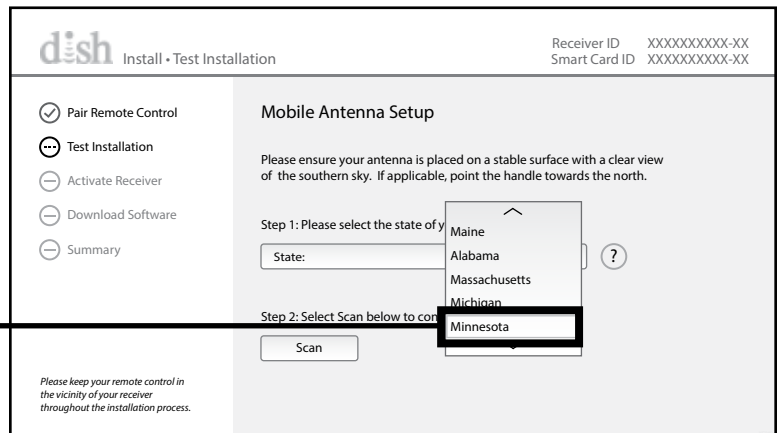 dish Install • Test Installation
Receiver ID XXXXXXXXXX-XX
Smart Card ID XXXXXXXXXX-XX
Pair Remote Control
Test Installation
Activate Receiver
Download Software
Summary
Please keep your remote control in
the vicinity of your receiver
throughout the installation process.
Mobile Antenna Setup
Please ensure your antenna is placed on a stable surface with a clear view
of the southern sky. If applicable, point the handle towards the north.
Step 1: Please select the state of
State:
?
Maine
Alabama
Massachusetts
Michigan
Minnesota
Step 2: Select Scan below to
Scan